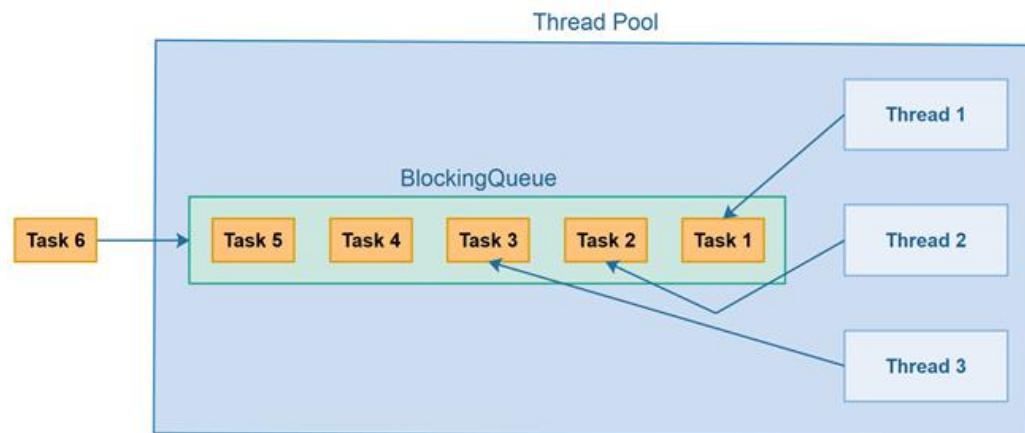 Thread Pool
Thread 1
BlockingQueue
Task 6
Task 5
Task 4
Task 3
Task 2
Task 1
Thread 2
Thread 3